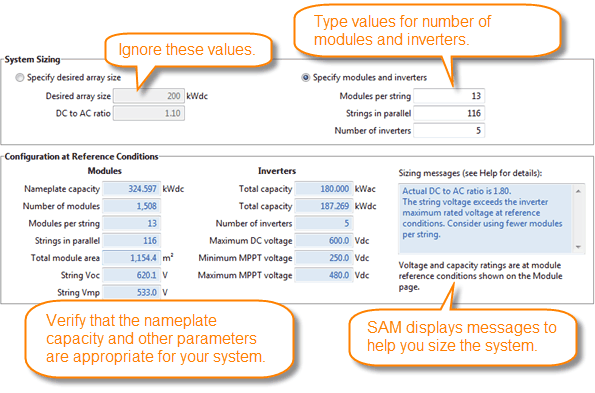 Ignore these values.
Type values for number of
modules and inverters.
System Sizing
Specify desired array size
Desired array size 200 kWdc
DC to AC ratio 1.10
Specify modules and inverters
Modules per string 13
Strings in parallel 116
Number of inverters 5
Configuration at Reference Conditions
Modules
Nameplate capacity 324.597 kWdc
Number of modules 1,508
Modules per string 13
Strings in parallel 116
Total module area 1,154.4 m²
String Voc 620.1 V
String Vmp 533.0 V
Inverters
Total capacity 180.000 kWac
Total capacity 187.269 kWdc
Number of inverters 5
Maximum DC voltage 600.0 Vdc
Minimum MPPT voltage 250.0 Vdc
Maximum MPPT voltage 480.0 Vdc
Sizing messages (see Help for details):
Actual DC to AC ratio is 1.80.
The string voltage exceeds the inverter
maximum rated voltage at reference
conditions. Consider using fewer modules
per string.
Voltage and capacity ratings are at module
reference conditions shown on the Module
page.
Verify that the nameplate
capacity and other parameters
are appropriate for your system.
SAM displays messages to
help you size the system.